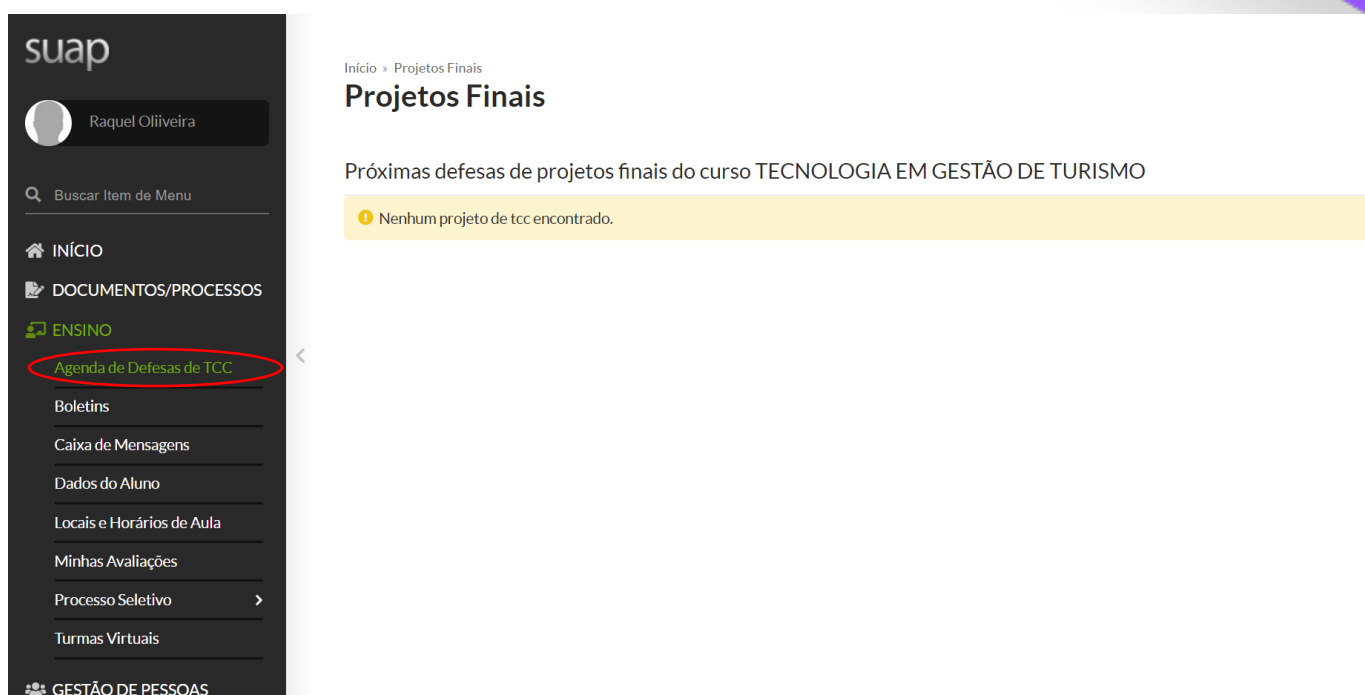 suap
Raquel Oliiveira
Buscar Item de Menu
INÍCIO
DOCUMENTOS/PROCESSOS
ENSINO
Agenda de Defesas de TCC
Boletins
Caixa de Mensagens
Dados do Aluno
Locais e Horários de Aula
Minhas Avaliações
Processo Seletivo
Turmas Virtuais
GESTÃO DE PESSOAS
Início » Projetos Finais
Projetos Finais
Próximas defesas de projetos finais do curso TECNOLOGIA EM GESTÃO DE TURISMO
Nenhum projeto de tcc encontrado.